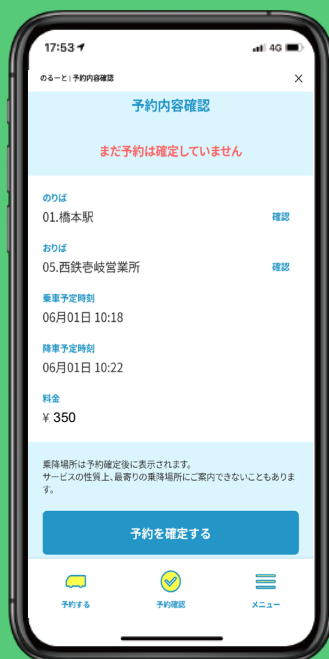 17:53
4G
のるーと | 予約内容確認
予約内容確認
まだ予約は確定していません
のりば
01.橋本駅 確認
おりば
05.西鉄壱岐営業所 確認
乗車予定時刻
06月01日 10:18
降車予定時刻
06月01日 10:22
料金
¥ 350
乗降場所は予約確定後に表示されます。
サービスの性質上、最寄りの乗降場所にご案内できないこともありま
す。
予約を確定する
予約する 予約確認 メニュー